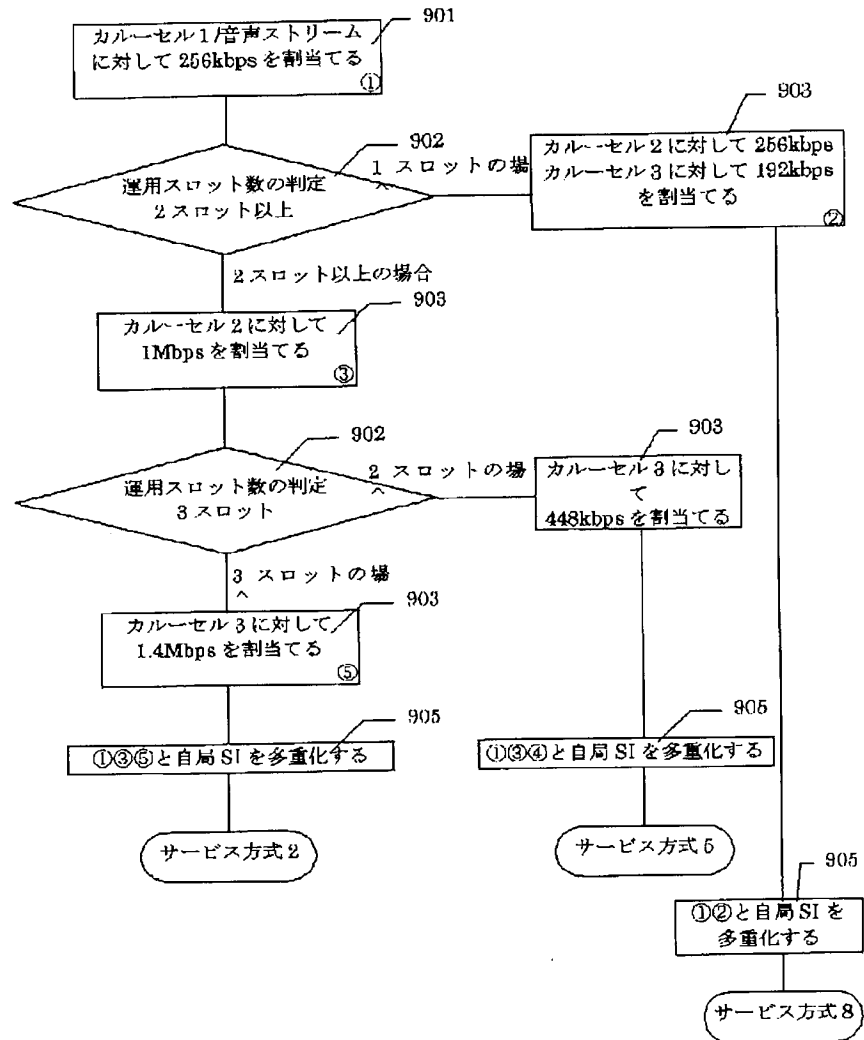 901
カルーセル1/音声ストリーム
に対して256kbpsを割当てる
①
902
運用スロット数の判定
2スロット以上
1 スロットの場
ヘ
903
カルーセル2に対して256kbps
カルーセル3に対して192kbps
を割当てる
②
2スロット以上の場合
903
カルーセル2に対して
1Mbpsを割当てる
③
902
運用スロット数の判定
3スロット
2 スロットの場
ヘ
903
カルーセル3に対し
て
448kbpsを割当てる
3 スロットの場
ヘ
903
カルーセル3に対して
1.4Mbpsを割当てる
⑤
905
①③⑤と自局SIを多重化する
905
①③④と自局SIを多重化する
サービス方式2
サービス方式5
905
①②と自局SIを
多重化する
サービス方式8